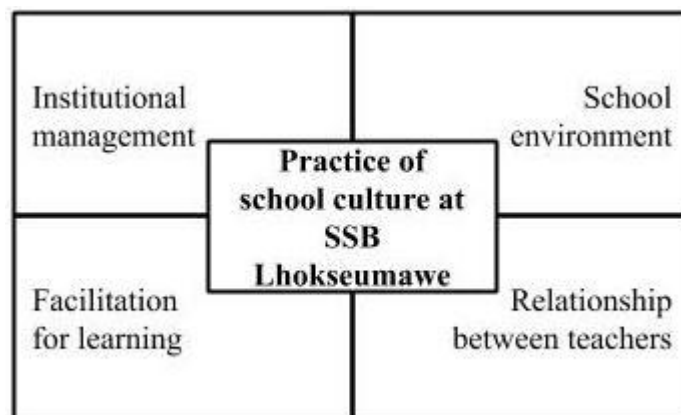 Institutional
management
School
environment
Practice of
school culture at
SSB
Lhokseumawe
Facilitation
for learning
Relationship
between teachers